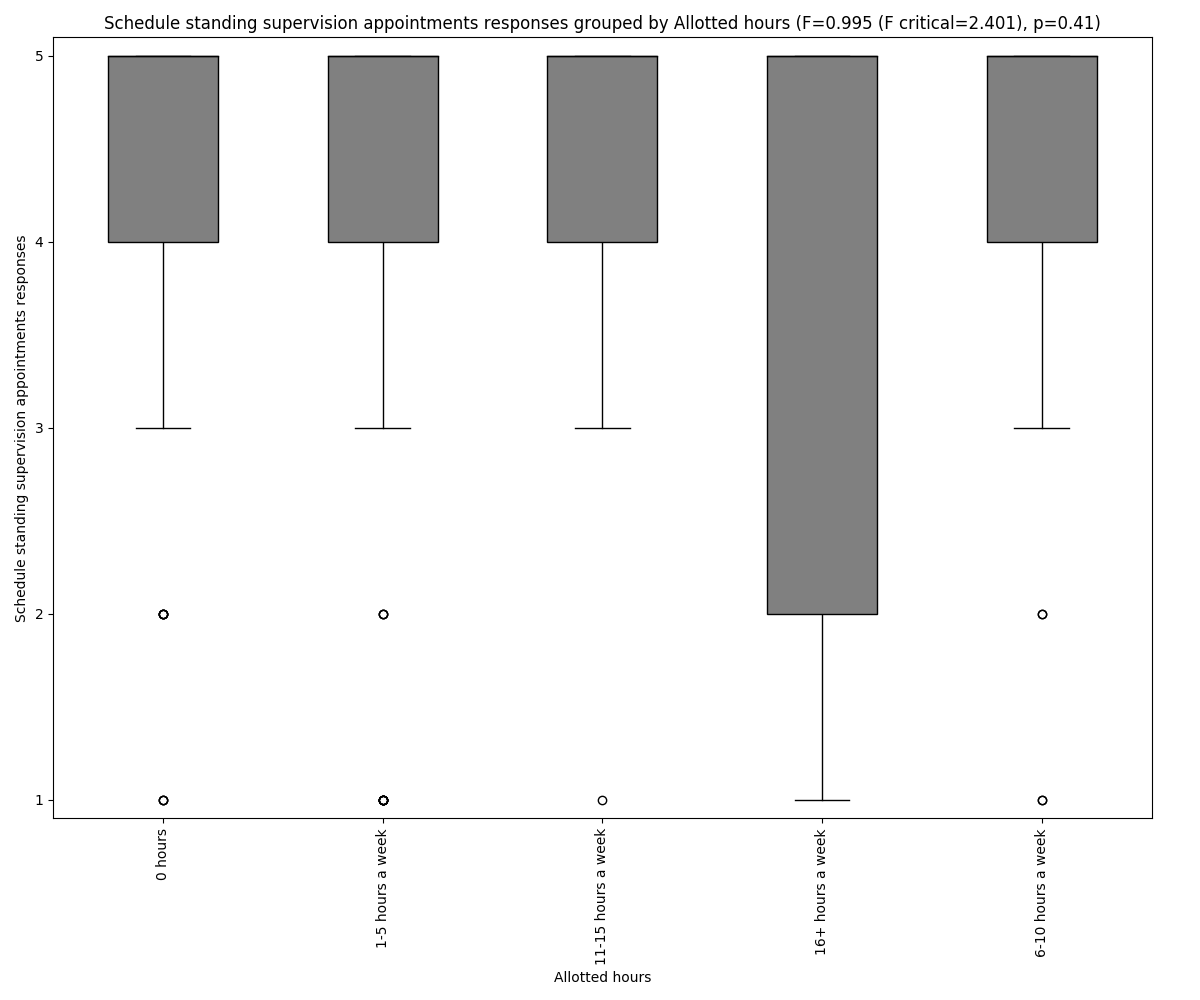 Schedule standing supervision appointments responses grouped by Allotted hours (F=0.995 (F critical=2.401), p=0.41)
Schedule standing supervision appointments responses
5
4
3
2
1
0 hours
1-5 hours a week
11-15 hours a week
16+ hours a week
6-10 hours a week
Allotted hours